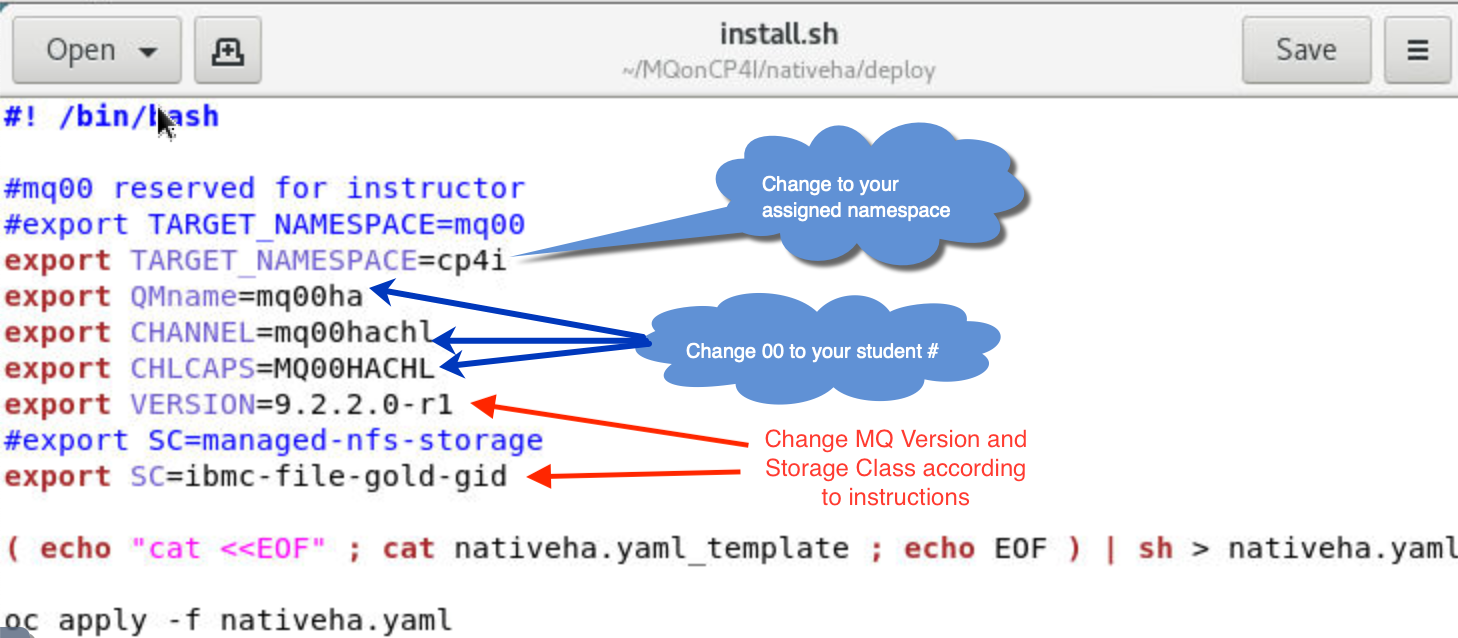 Open
install.sh
~/MQonCP4I/nativeha/deploy
Save
#! /bin/bash
#mq00 reserved for instructor
#export TARGET_NAMESPACE=mq00
export TARGET_NAMESPACE=cp4i
export QMname=mq00ha
export CHANNEL=mq00hachl
export CHLCAPS=MQ00HACHL
export VERSION=9.2.2.0-r1
#export SC=managed-nfs-storage
export SC=ibmc-file-gold-gid
( echo "cat <<EOF" ; cat nativeha.yaml_template ; echo EOF ) | sh > nativeha.yaml
oc apply -f nativeha.yaml
Change to your
assigned namespace
Change 00 to your student #
Change MQ Version and
Storage Class according
to instructions